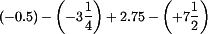 (−0.5) − (−3 1/4) + 2.75 − (+7 1/2)